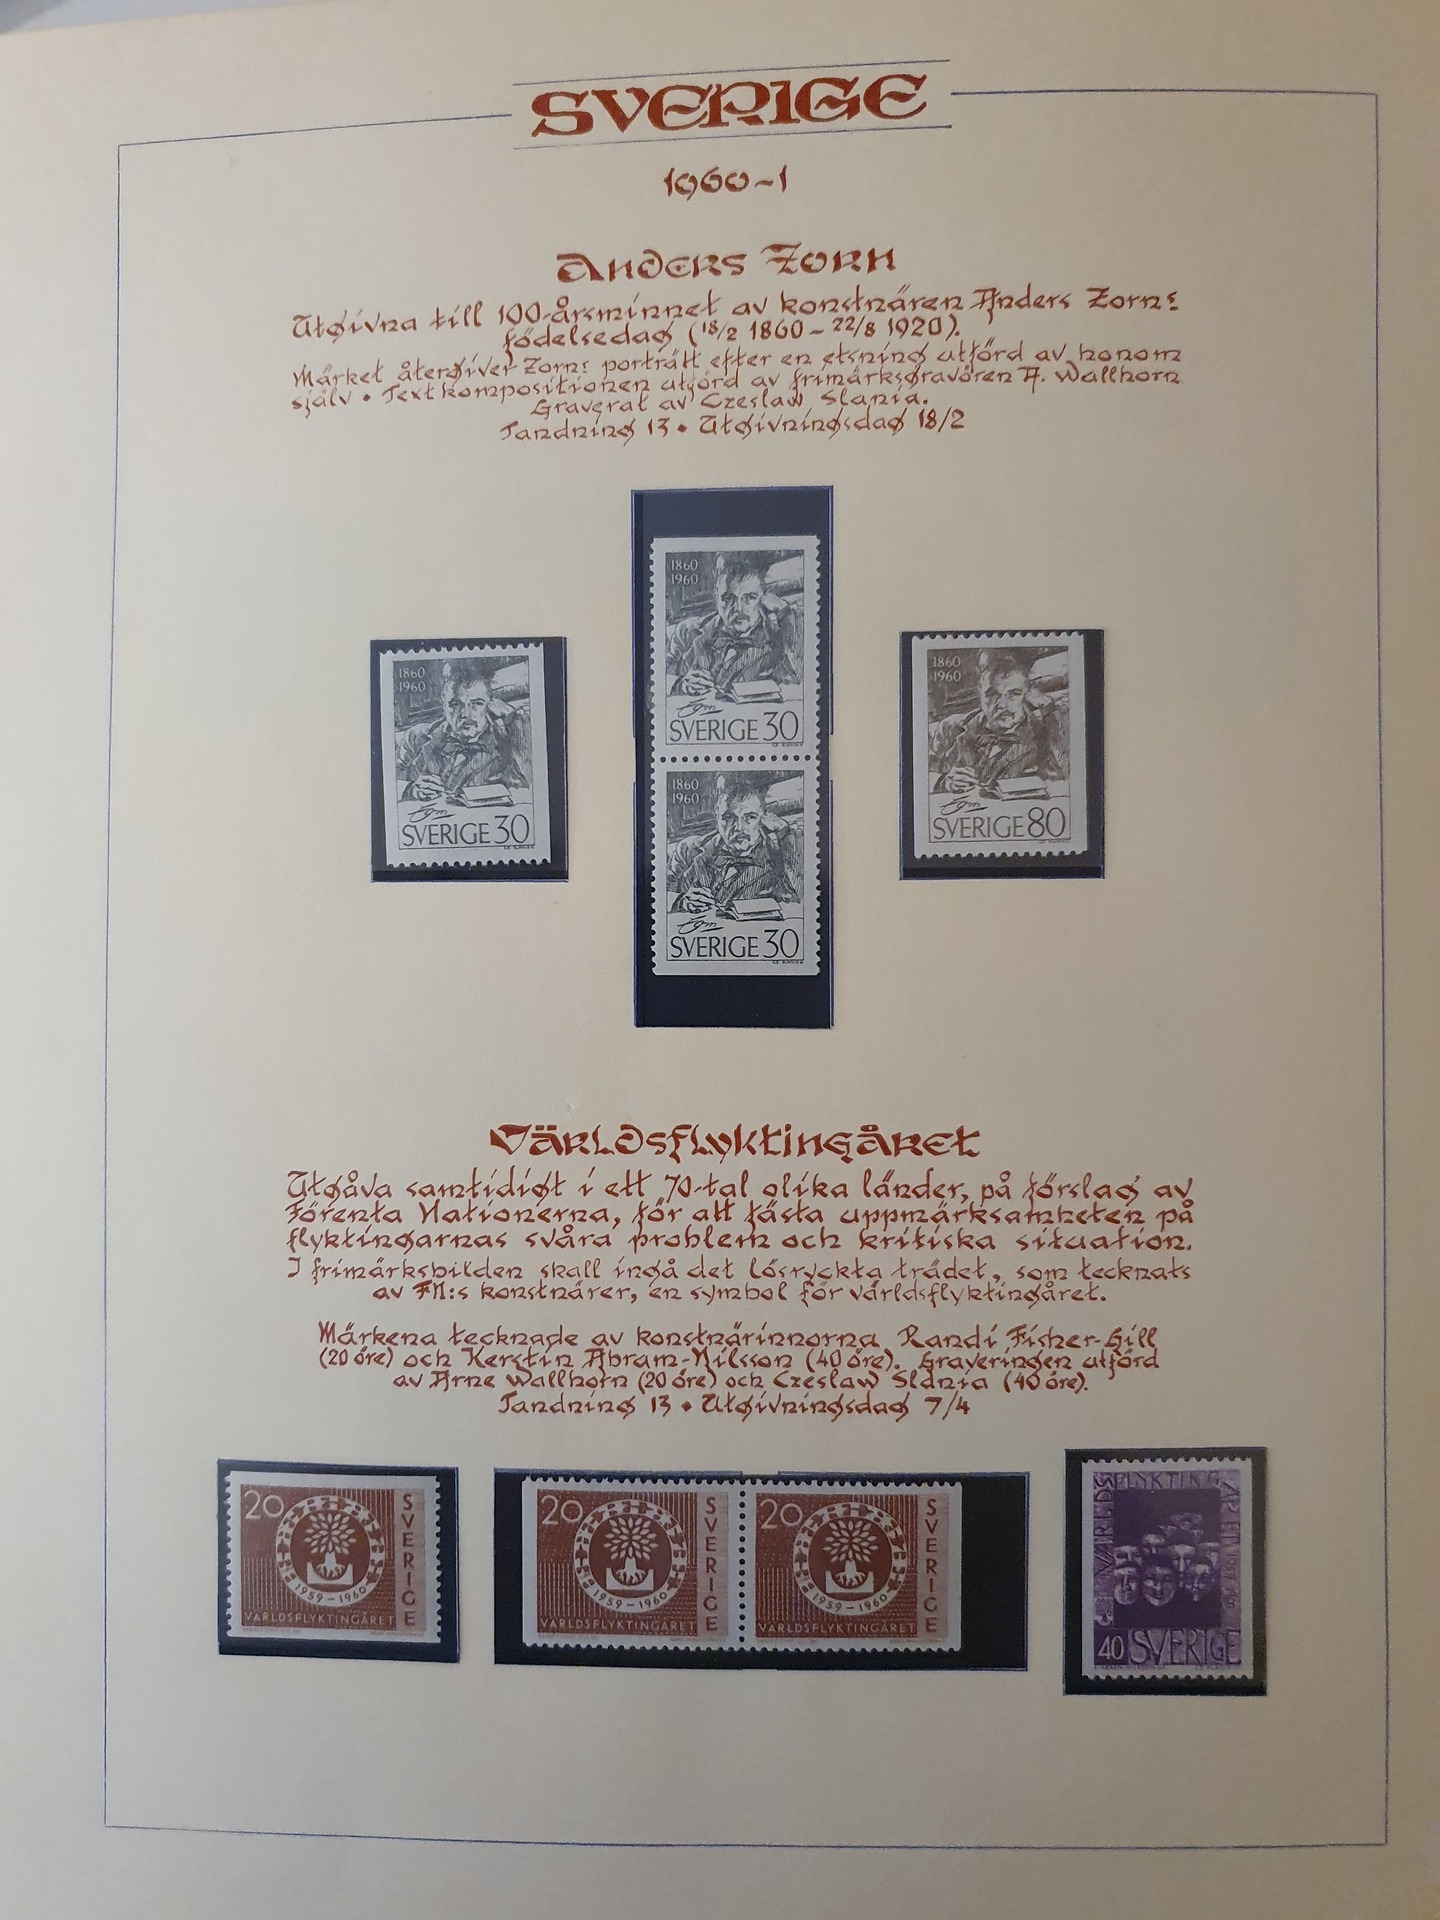 SVERIGE
1960-1
Anders Zorn
Utgivna till 100-årsminnet av konstnären Anders Zorns
födelsedag (18/2 1860 - 22/8 1920).
Märket återgiver Zorns porträtt efter en etsning utförd av honom
själv • Textkompositionen utförd av frimärksgravören A. Wallhorn
Graverat av Czeslaw Slania.
Tandning 13 • Utgivningsdag 18/2
1860
1960
SVERIGE 30
1860
1960
SVERIGE 30
1860
1960
SVERIGE 30
1860
1960
SVERIGE 80
Världsflyktingåret
Utgåva samtidigt i ett 70-tal olika länder, på förslag av
Förenta Nationerna, för att fästa uppmärksamheten på
flyktingarnas svåra problem och kritiska situation.
I frimärksbilden skall ingå det lösryckta trädet, som tecknats
av FN:s konstnärer, en symbol för världsflyktingåret.
Märkena tecknade av konstnärinnorna Randi Fisher-Gill
(20 öre) och Kerstin Abram-Nilsson (40 öre). Graveringen utförd
av Arne Wallhorn (20 öre) och Czeslaw Slania (40 öre).
Tandning 13 • Utgivningsdag 7/4
20
SVERIGE
1959-1960
VÄRLDSFLYKTINGÅRET
20
SVERIGE
1959-1960
VÄRLDSFLYKTINGÅRET
20
SVERIGE
1959-1960
VÄRLDSFLYKTINGÅRET
VÄRLDSFLYKTINGÅRET
40 SVERIGE